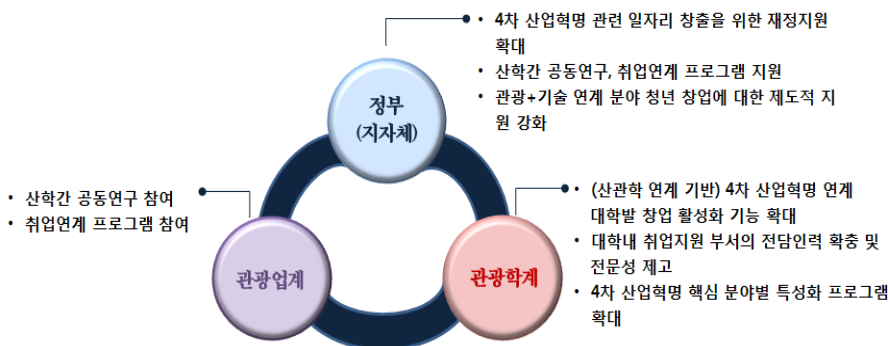 • 4차 산업혁명 관련 일자리 창출을 위한 재정지원
확대
• 산학간 공동연구, 취업연계 프로그램 지원
• 관광+기술 연계 분야 청년 창업에 대한 제도적 지
원 강화
정부
(지자체)
• 산학간 공동연구 참여
• 취업연계 프로그램 참여
관광업계
관광학계
• (산관학 연계 기반) 4차 산업혁명 연계
대학발 창업 활성화 기능 확대
• 대학내 취업지원 부서의 전담인력 확충 및
전문성 제고
• 4차 산업혁명 핵심 분야별 특성화 프로그램
확대